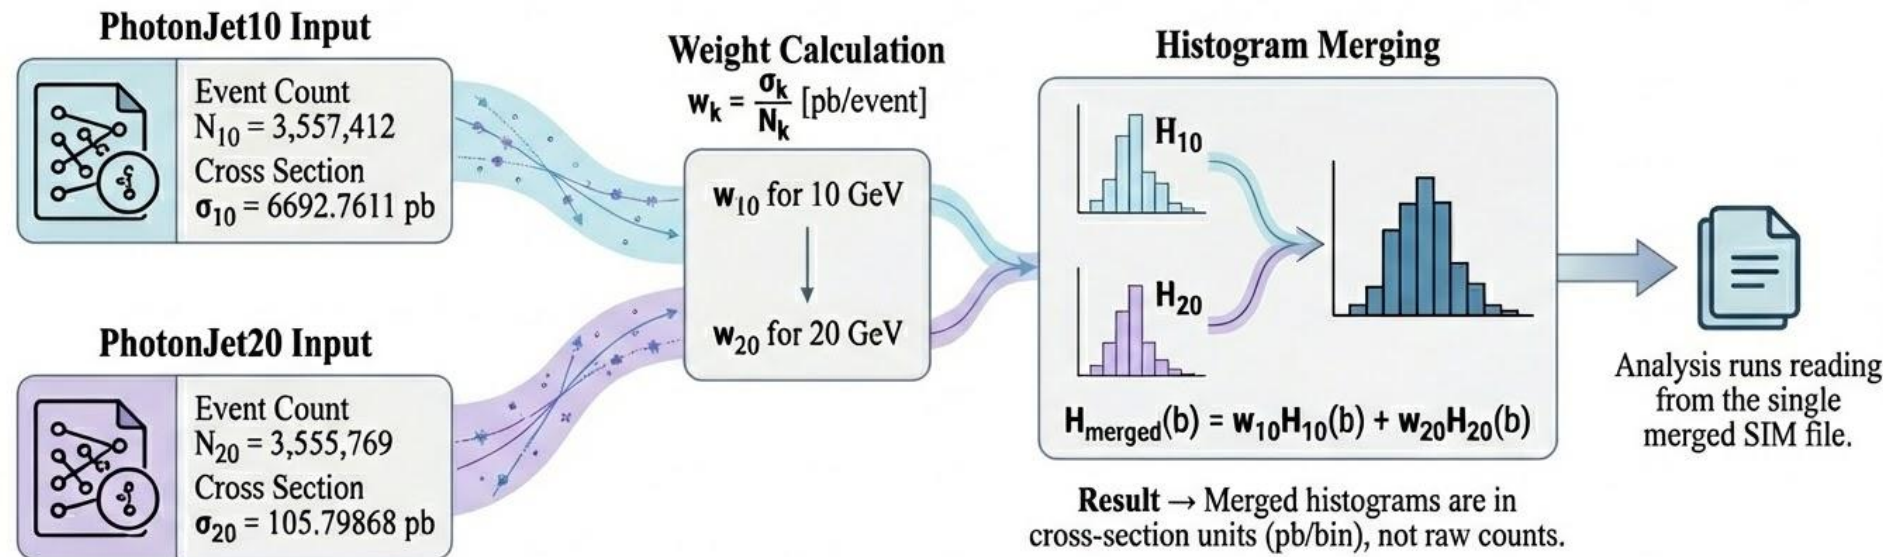 PhotonJet10 Input
Event Count
N₁₀ = 3,557,412
Cross Section
σ₁₀ = 6692.7611 pb
PhotonJet20 Input
Event Count
N₂₀ = 3,555,769
Cross Section
σ₂₀ = 105.79868 pb
Weight Calculation
wₖ = σₖ/Nₖ [pb/event]
w₁₀ for 10 GeV
w₂₀ for 20 GeV
Histogram Merging
H₁₀
H₂₀
H_merged(b) = w₁₀H₁₀(b) + w₂₀H₂₀(b)
Result → Merged histograms are in
cross-section units (pb/bin), not raw counts.
Analysis runs reading
from the single
merged SIM file.